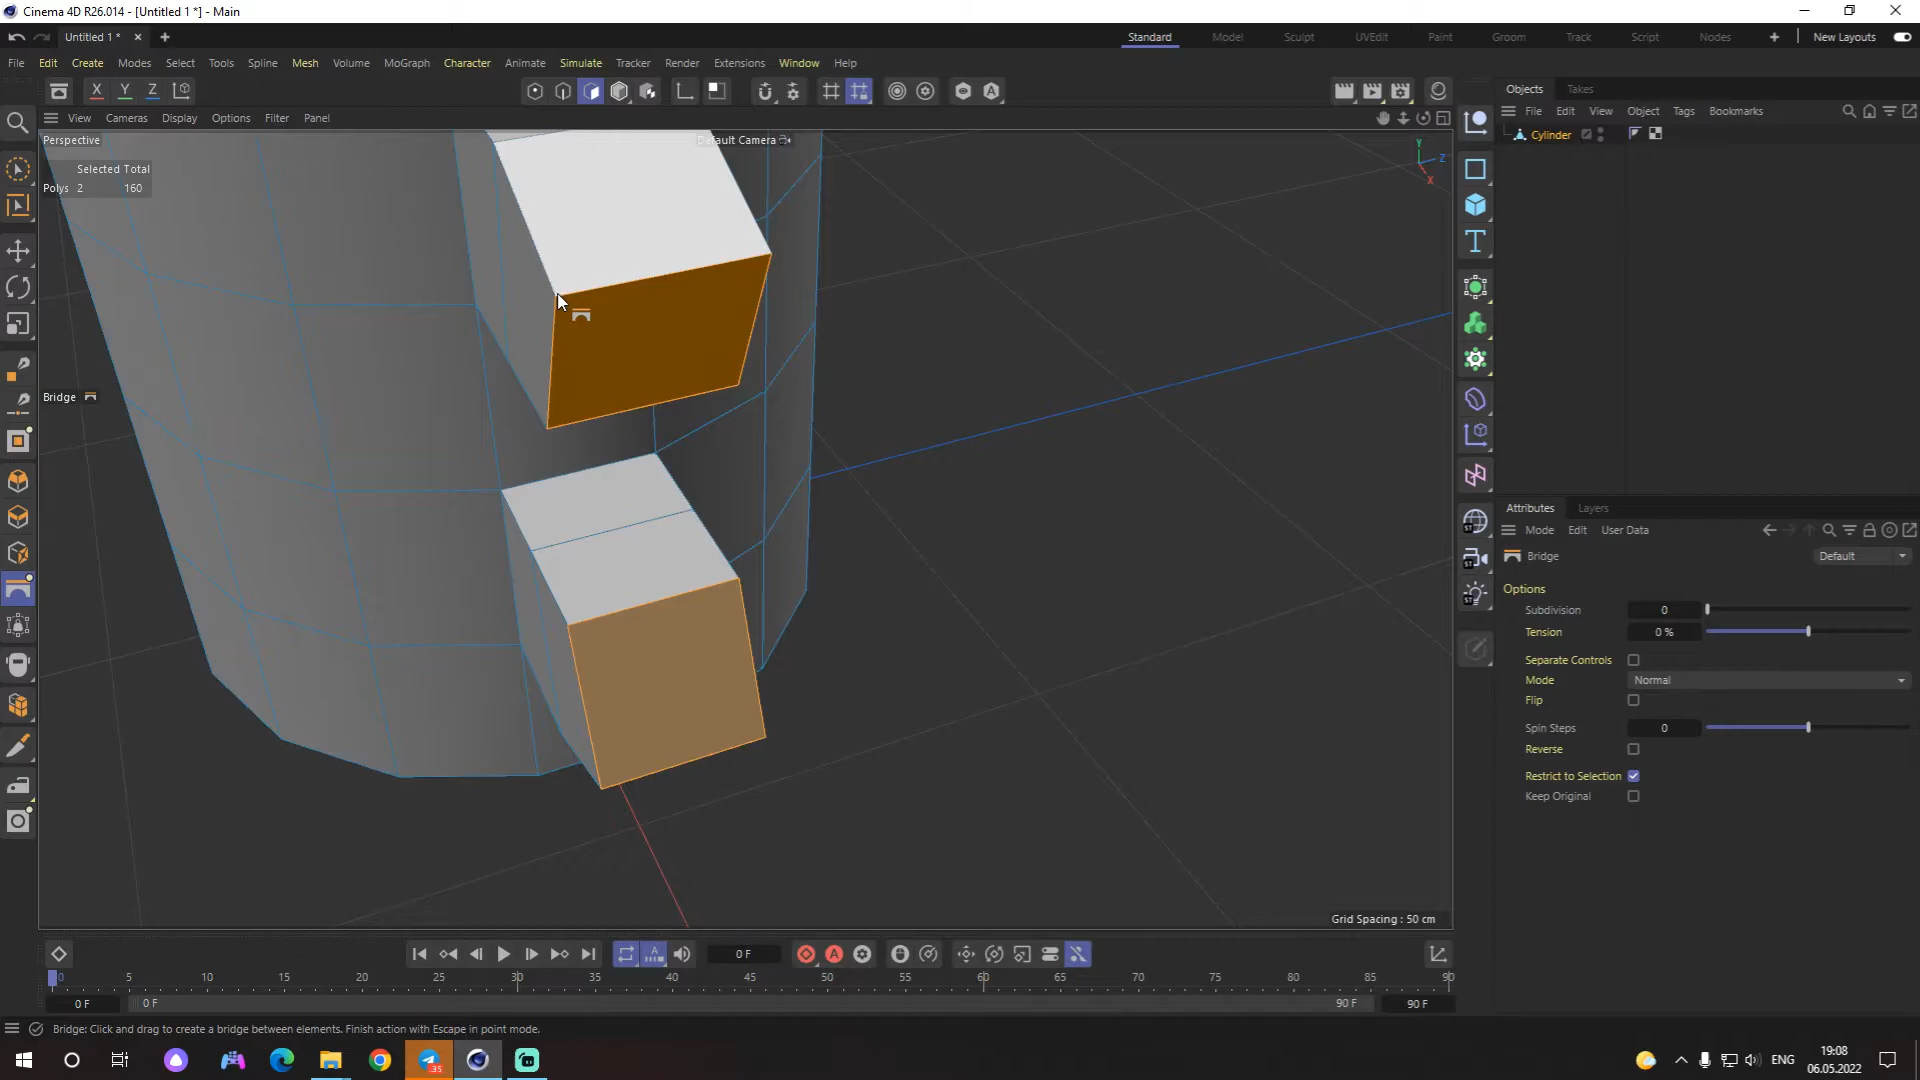 Cinema 4D R26.014 - [Untitled 1 *] - Main
Untitled 1 *
Standard Model Sculpt UVEdit Paint Groom Track Script Nodes New Layouts
File Edit Create Modes Select Tools Spline Mesh Volume MoGraph Character Animate Simulate Tracker Render Extensions Window Help
X Y Z
Objects Takes
View Cameras Display Options Filter Panel
File Edit View Object Tags Bookmarks
Perspective
Default Camera
Cylinder
Selected Total
Polys 2 160
Y
Z
X
Bridge
Attributes Layers
Mode Edit User Data
Bridge
Default
Options
Subdivision 0
Tension 0 %
Separate Controls
Mode Normal
Flip
Spin Steps 0
Reverse
Restrict to Selection
Keep Original
ST
ST
ST
Grid Spacing : 50 cm
0 F
0 5 10 15 20 25 30 35 40 45 50 55 60 65 70 75 80 85 90
0 F 0 F 90 F 90 F
Bridge: Click and drag to create a bridge between elements. Finish action with Escape in point mode.
35
ENG
19:08
06.05.2022